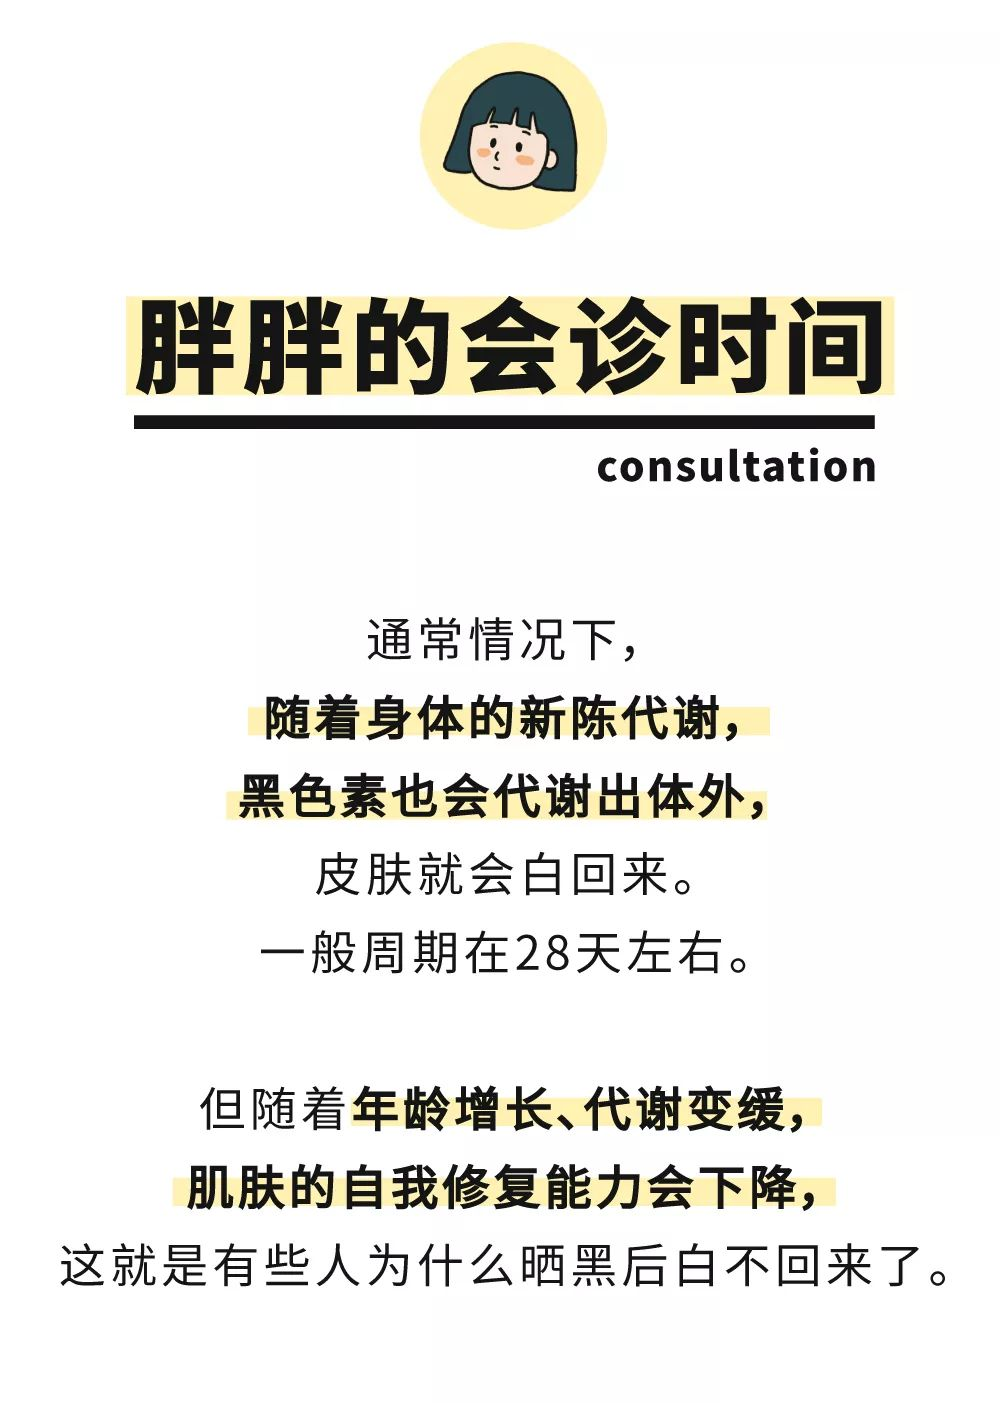 胖胖的会诊时间
consultation
通常情况下，
随着身体的新陈代谢，
黑色素也会代谢出体外，
皮肤就会白回来。
一般周期在28天左右。
但随着年龄增长、代谢变缓，
肌肤的自我修复能力会下降，
这就是有些人为什么晒黑后白不回来了。